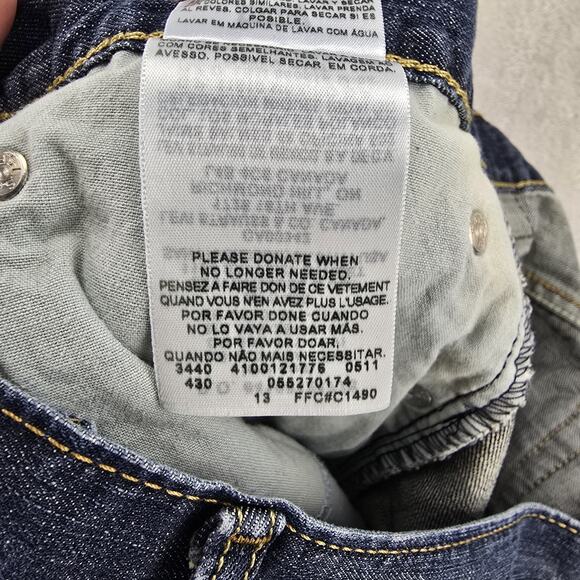 COLORES SIMILARES. LAVAR PRENDA
AL REVES. COLGAR PARA SECAR SI ES
POSIBLE.
LAVAR EM MÁQUINA DE LAVAR COM ÁGUA
COM CORES SEMELHANTES. LAVAGEM AO
AVESSO. POSSIVEL SECAR EM CORDA.
PLEASE DONATE WHEN
NO LONGER NEEDED.
PENSEZ A FAIRE DON DE CE VETEMENT
QUAND VOUS N'EN AVEZ PLUS L'USAGE.
POR FAVOR DONE CUANDO
NO LO VAYA A USAR MÁS.
POR FAVOR DOAR.
QUANDO NÃO MAIS NECESSITAR.
3440 4100121776 0511
430 055270174
13 FFC#C1490